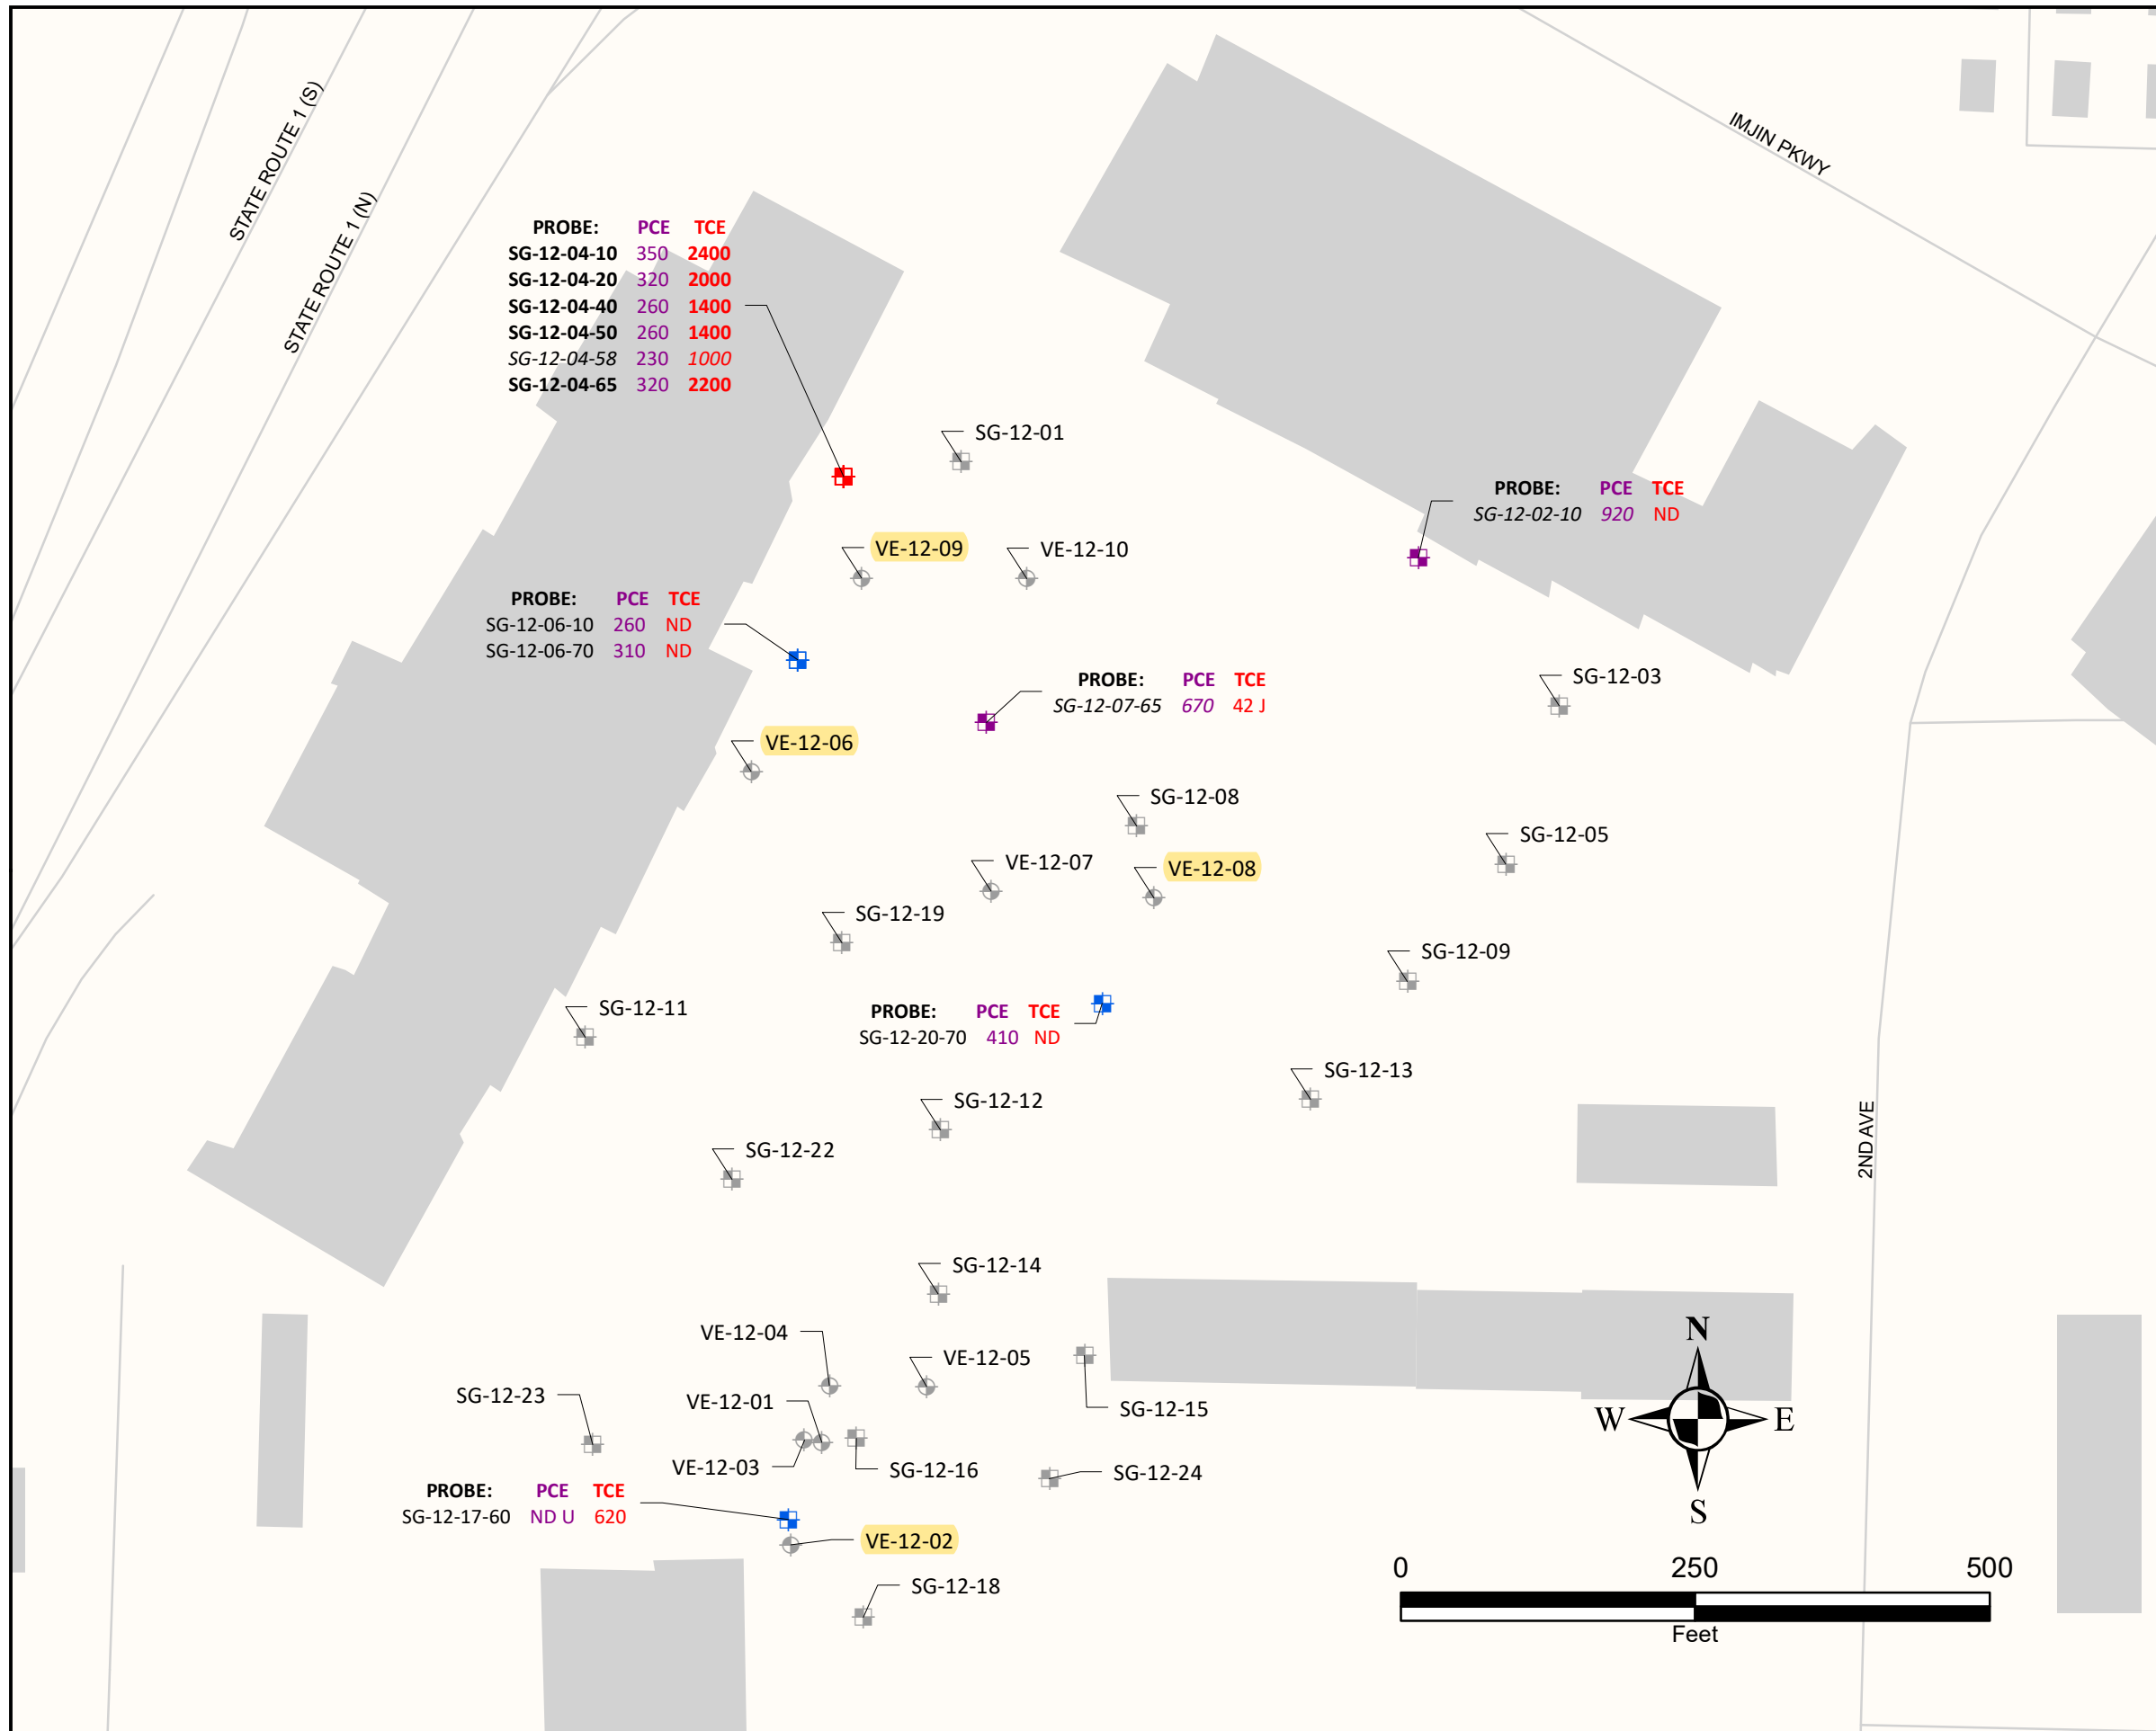 STATE ROUTE 1 (S)
STATE ROUTE 1 (N)
IMJIN PKWY
PROBE: PCE TCE
SG-12-04-10 350 2400
SG-12-04-20 320 2000
SG-12-04-40 260 1400
SG-12-04-50 260 1400
SG-12-04-58 230 1000
SG-12-04-65 320 2200
SG-12-01
PROBE: PCE TCE
SG-12-02-10 920 ND
VE-12-09
VE-12-10
PROBE: PCE TCE
SG-12-06-10 260 ND
SG-12-06-70 310 ND
PROBE: PCE TCE
SG-12-07-65 670 42 J
SG-12-03
VE-12-06
SG-12-08
SG-12-05
VE-12-07
VE-12-08
SG-12-19
SG-12-09
SG-12-11
PROBE: PCE TCE
SG-12-20-70 410 ND
SG-12-13
SG-12-12
2ND AVE
SG-12-22
SG-12-14
VE-12-04
VE-12-05
SG-12-23
VE-12-01
SG-12-15
VE-12-03
SG-12-16
SG-12-24
PROBE: PCE TCE
SG-12-17-60 ND U 620
VE-12-02
SG-12-18
N
W E
S
0 250 500
Feet